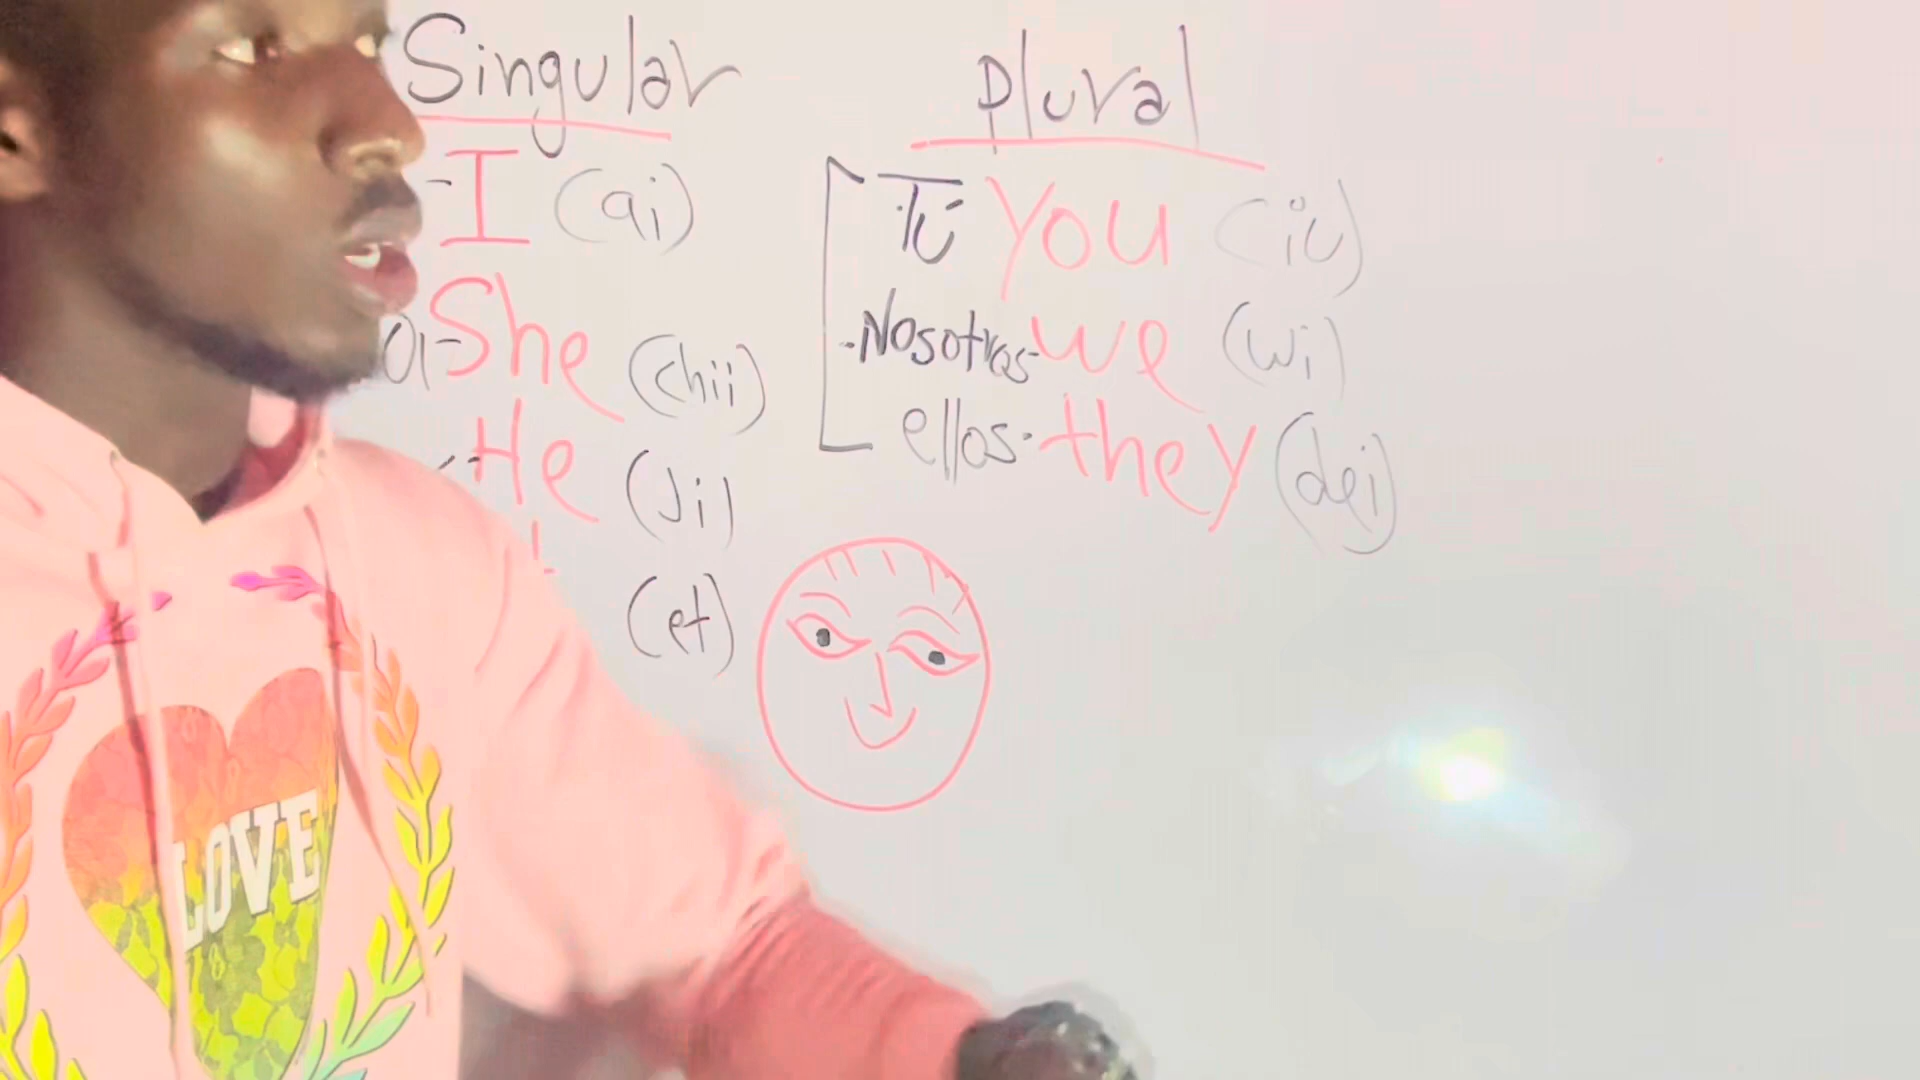 Singular
I (ai)
She (chii)
He (Ji)
(et)
Plural
Tú You (iu)
Nosotros - we (wi)
ellos - they (dei)
LOVE